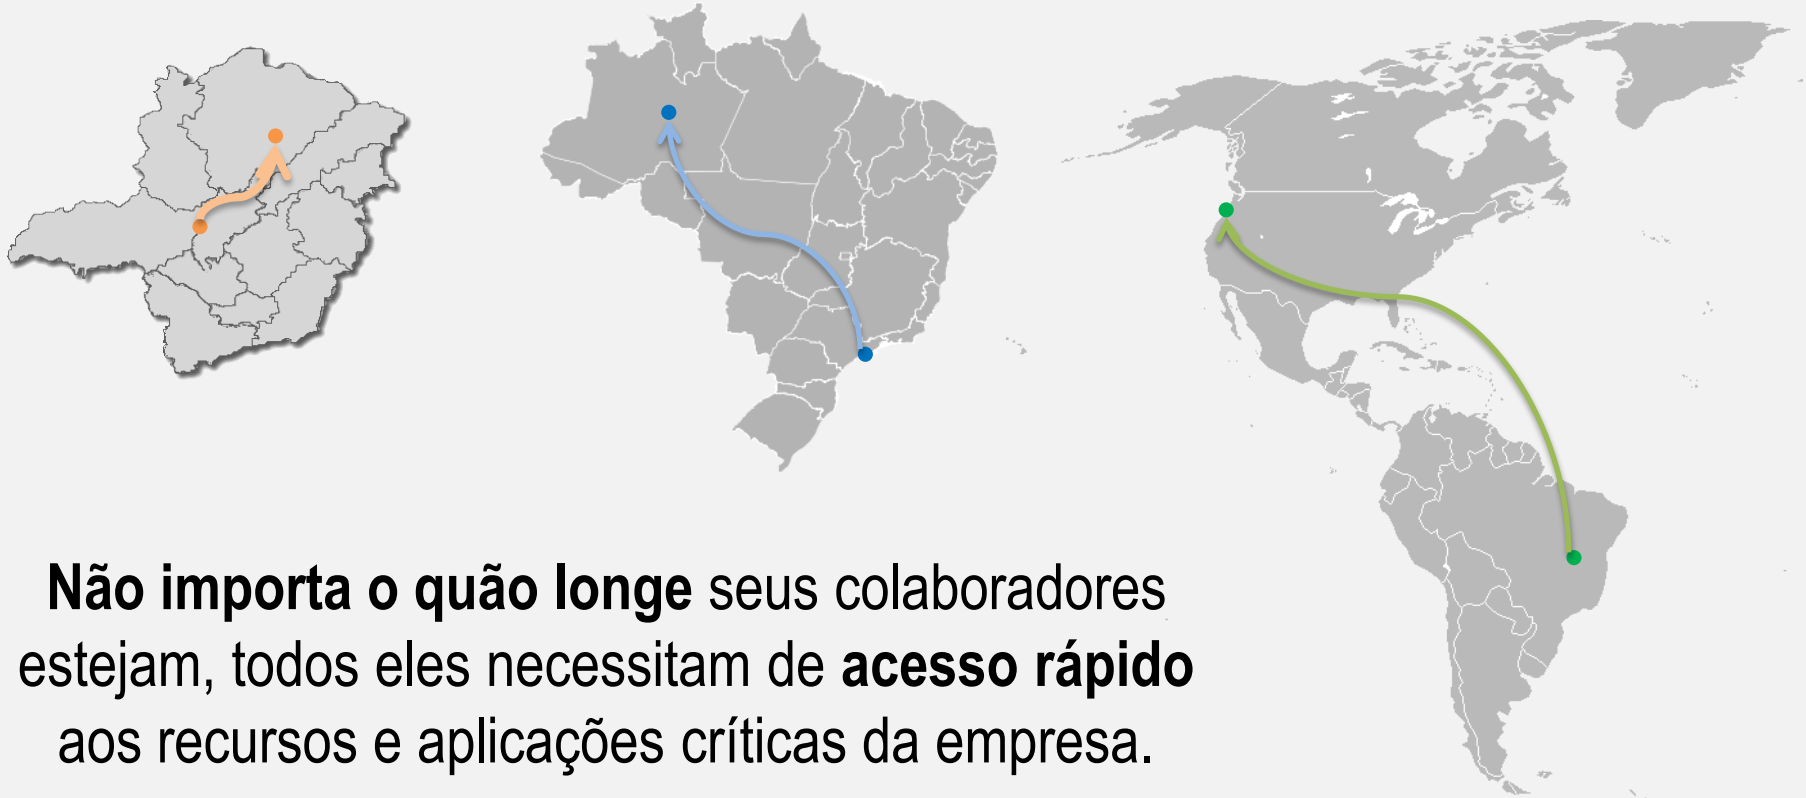 Não importa o quão longe seus colaboradores
estejam, todos eles necessitam de acesso rápido
aos recursos e aplicações críticas da empresa.